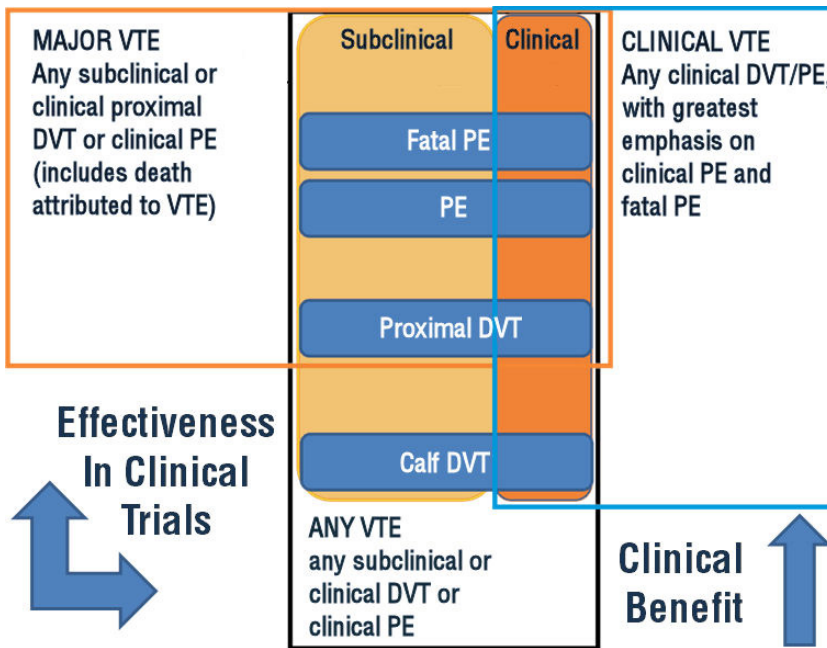 MAJOR VTE
Any subclinical or
clinical proximal
DVT or clinical PE
(includes death
attributed to VTE)
Subclinical
Clinical
Fatal PE
PE
Proximal DVT
Calf DVT
CLINICAL VTE
Any clinical DVT/PE,
with greatest
emphasis on
clinical PE and
fatal PE
Effectiveness
In Clinical
Trials
ANY VTE
any subclinical or
clinical DVT or
clinical PE
Clinical
Benefit